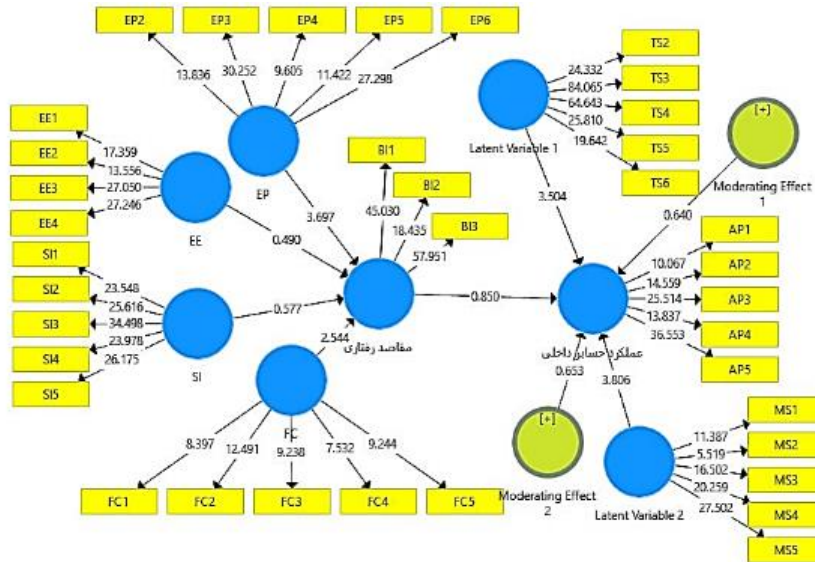 EP2
EP3
EP4
EP5
EP6
13.836
30.252
9.605
11.422
27.298
EP
EE1
EE2
EE3
EE4
17.359
13.556
27.050
27.246
EE
SI1
SI2
SI3
SI4
SI5
23.548
25.616
34.498
23.978
26.175
SI
3.697
0.490
0.577
2.544
BI1
BI2
BI3
45.030
18.435
57.951
مقاصد رفتاری
FC
8.397
12.491
9.238
7.532
9.244
FC1
FC2
FC3
FC4
FC5
0.850
TS2
TS3
TS4
TS5
TS6
24.332
84.065
64.643
25.810
19.642
Latent Variable 1
3.504
[+]
Moderating Effect
1
0.640
AP1
AP2
AP3
AP4
AP5
10.067
14.559
25.514
13.837
36.553
عملکرد حسابر داخلی
0.653
3.806
[+]
Moderating Effect
2
Latent Variable 2
MS1
MS2
MS3
MS4
MS5
11.387
5.519
16.502
20.259
27.502